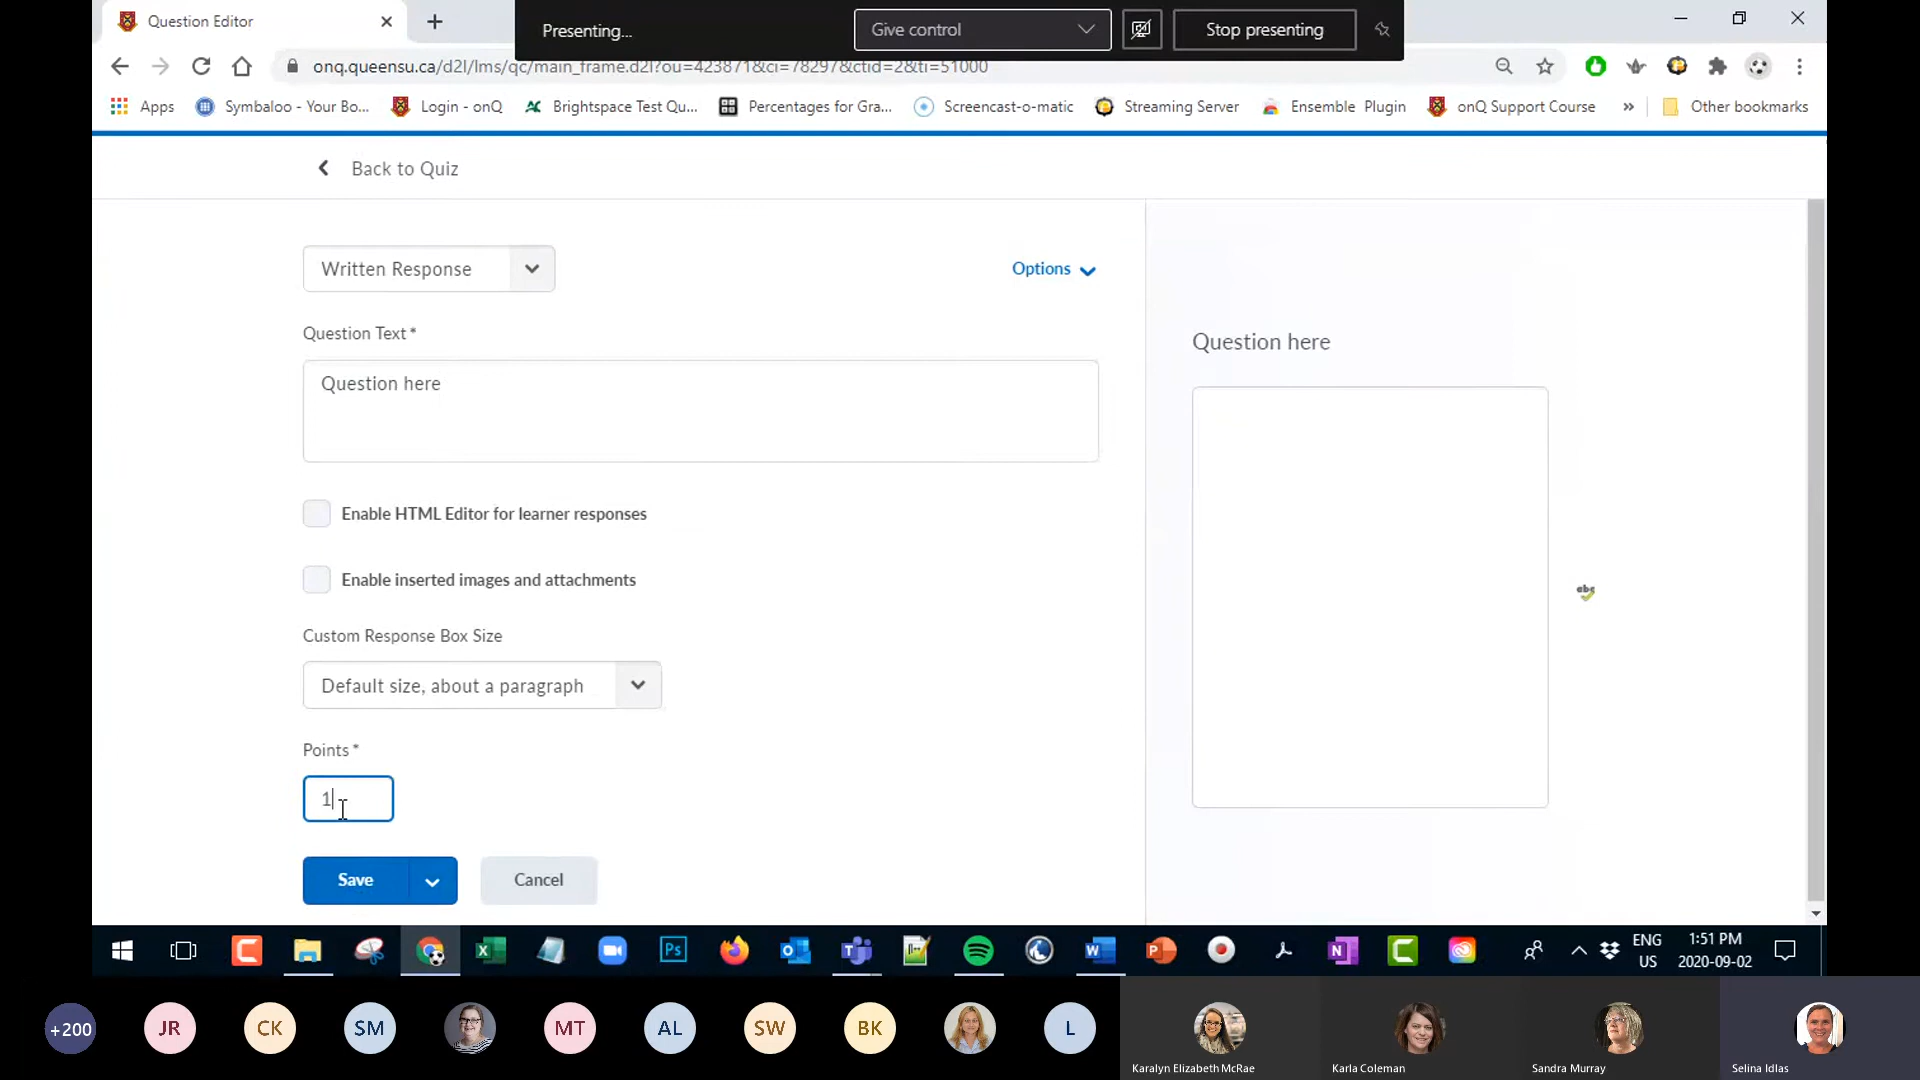 Question Editor
Presenting...
Give control
Stop presenting
onq.queensu.ca/d2l/lms/qc/main_frame.d2l?ou=423871&ci=78297&ctid=2&ti=51000
Apps
Symbaloo - Your Bo...
Login - onQ
Brightspace Test Qu...
Percentages for Gra...
Screencast-o-matic
Streaming Server
Ensemble Plugin
onQ Support Course
»
Other bookmarks
Back to Quiz
Written Response
Options
Question Text *
Question here
Enable HTML Editor for learner responses
Enable inserted images and attachments
Custom Response Box Size
Default size, about a paragraph
Points *
1
Save
Cancel
Question here
abc
Ps
ENG
US
1:51 PM
2020-09-02
+200
JR
CK
SM
MT
AL
SW
BK
L
Karalyn Elizabeth McRae
Karla Coleman
Sandra Murray
Selina Idlas